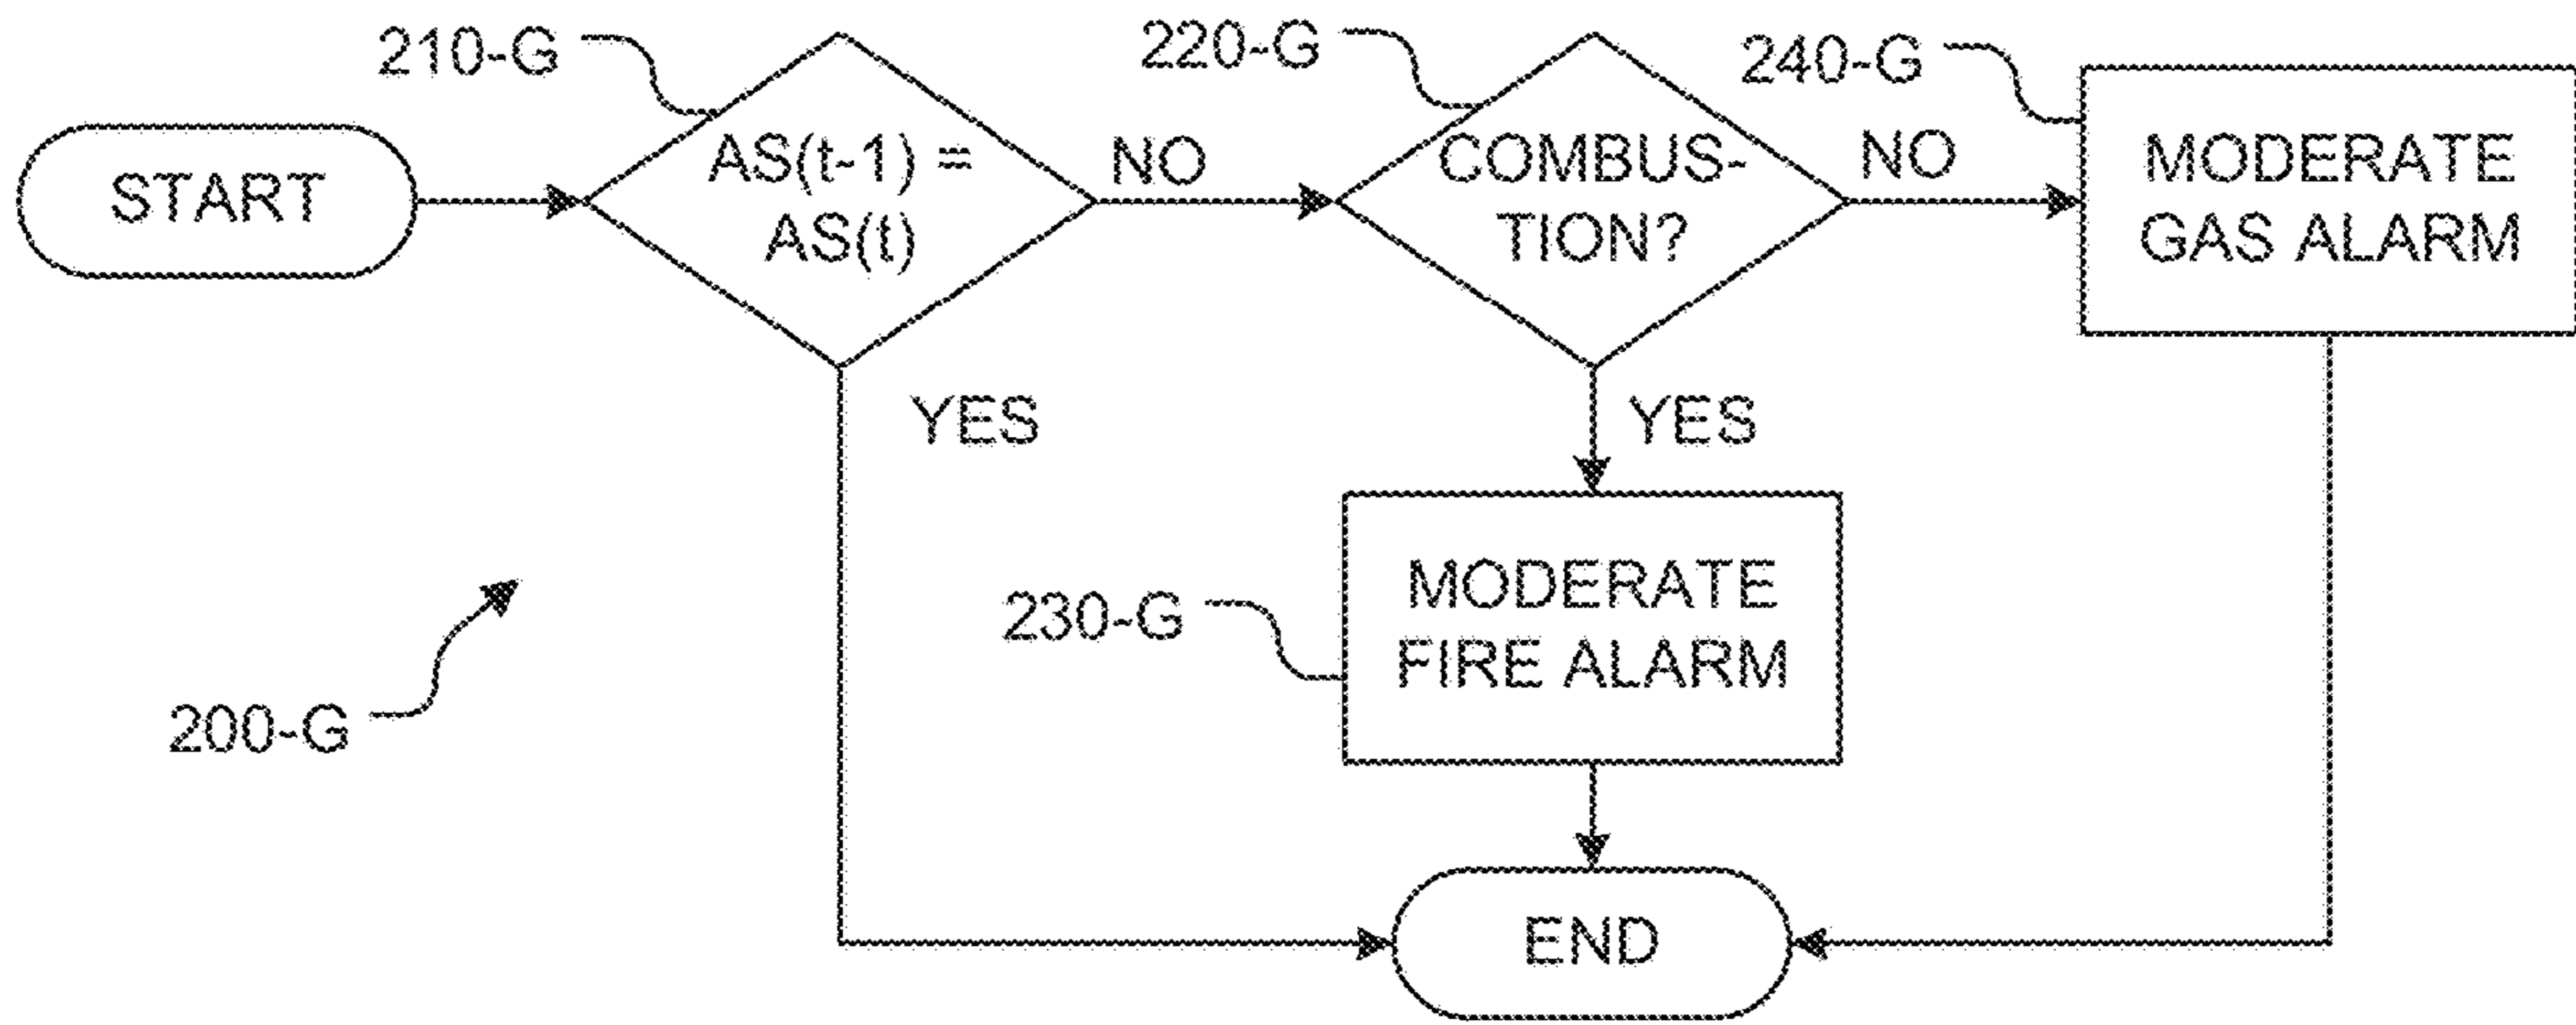 210-G
220-G
240-G
START
AS(t-1) =
AS(t)
NO
COMBUS-
TION?
NO
MODERATE
GAS ALARM
YES
YES
230-G
MODERATE
FIRE ALARM
200-G
END